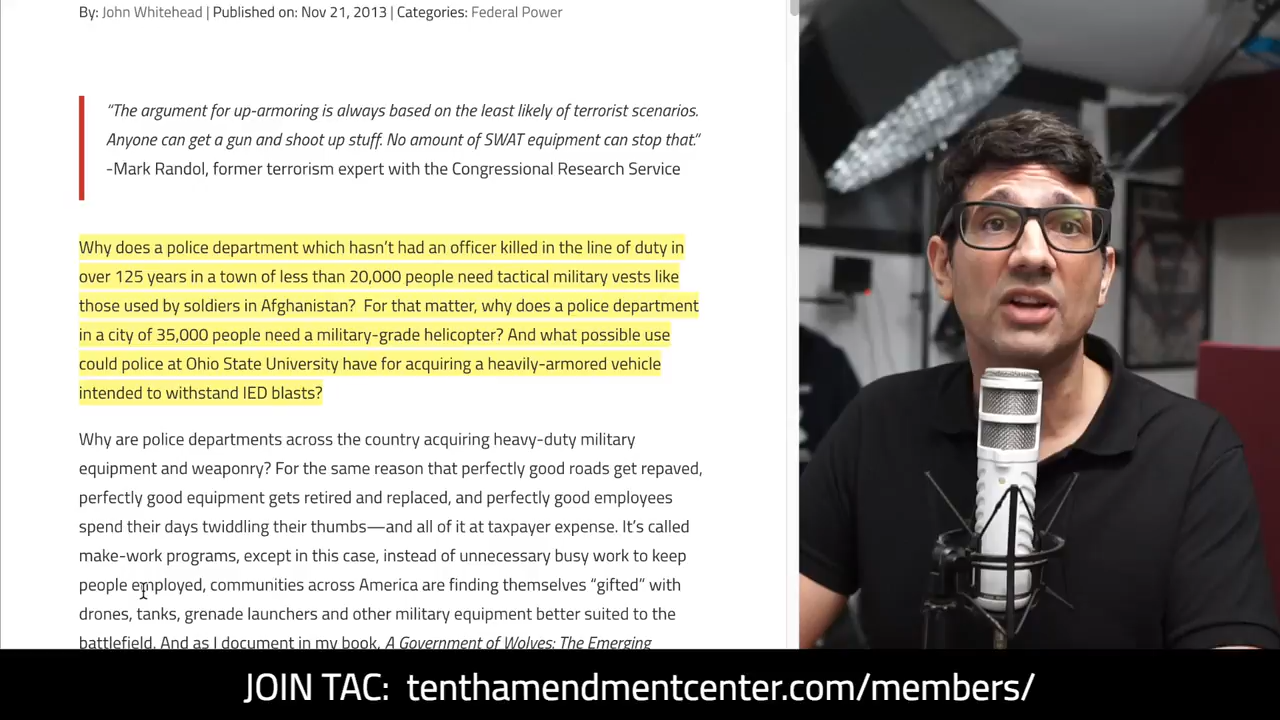 By: John Whitehead | Published on: Nov 21, 2013 | Categories: Federal Power
“The argument for up-armoring is always based on the least likely of terrorist scenarios.
Anyone can get a gun and shoot up stuff. No amount of SWAT equipment can stop that.”
-Mark Randol, former terrorism expert with the Congressional Research Service
Why does a police department which hasn’t had an officer killed in the line of duty in
over 125 years in a town of less than 20,000 people need tactical military vests like
those used by soldiers in Afghanistan?  For that matter, why does a police department
in a city of 35,000 people need a military-grade helicopter? And what possible use
could police at Ohio State University have for acquiring a heavily-armored vehicle
intended to withstand IED blasts?
Why are police departments across the country acquiring heavy-duty military
equipment and weaponry? For the same reason that perfectly good roads get repaved,
perfectly good equipment gets retired and replaced, and perfectly good employees
spend their days twiddling their thumbs—and all of it at taxpayer expense. It’s called
make-work programs, except in this case, instead of unnecessary busy work to keep
people employed, communities across America are finding themselves “gifted” with
drones, tanks, grenade launchers and other military equipment better suited to the
battlefield. And as I document in my book, A Government of Wolves: The Emerging
JOIN TAC: tenthamendmentcenter.com/members/